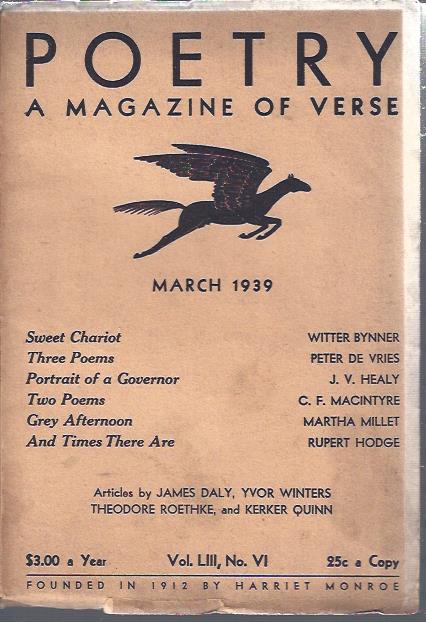 POETRY
A MAGAZINE OF VERSE
MARCH 1939
Sweet Chariot WITTER BYNNER
Three Poems PETER DE VRIES
Portrait of a Governor J. V. HEALY
Two Poems C. F. MACINTYRE
Grey Afternoon MARTHA MILLET
And Times There Are RUPERT HODGE
Articles by JAMES DALY, YVOR WINTERS
THEODORE ROETHKE, and KERKER QUINN
$3.00 a Year Vol. LIII, No. VI 25c a Copy
FOUNDED IN 1912 BY HARRIET MONROE